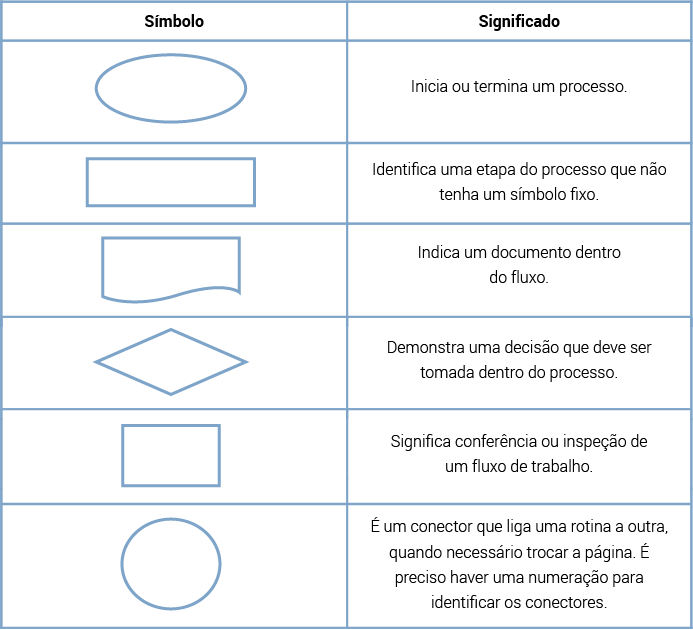 Símbolo
Significado
Inicia ou termina um processo.
Identifica uma etapa do processo que não
tenha um símbolo fixo.
Indica um documento dentro
do fluxo.
Demonstra uma decisão que deve ser
tomada dentro do processo.
Significa conferência ou inspeção de
um fluxo de trabalho.
É um conector que liga uma rotina a outra,
quando necessário trocar a página. É
preciso haver uma numeração para
identificar os conectores.